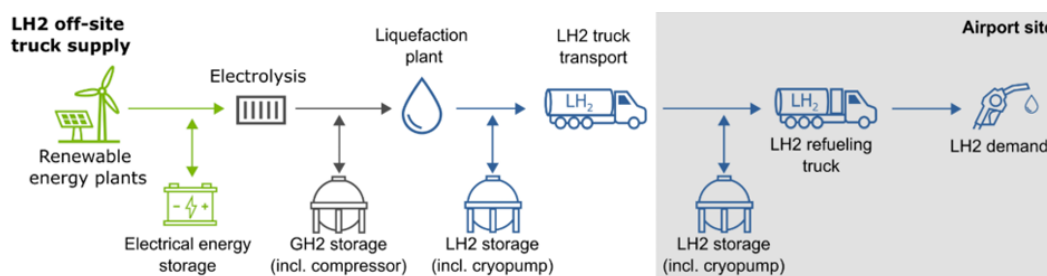 LH2 off-site
truck supply
Airport site
Liquefaction
plant
LH2 truck
transport
Electrolysis
LH₂
LH₂
Renewable
energy plants
LH2 refueling
truck
LH2 demand
Electrical energy
storage
GH2 storage
(incl. compressor)
LH2 storage
(incl. cryopump)
LH2 storage
(incl. cryopump)